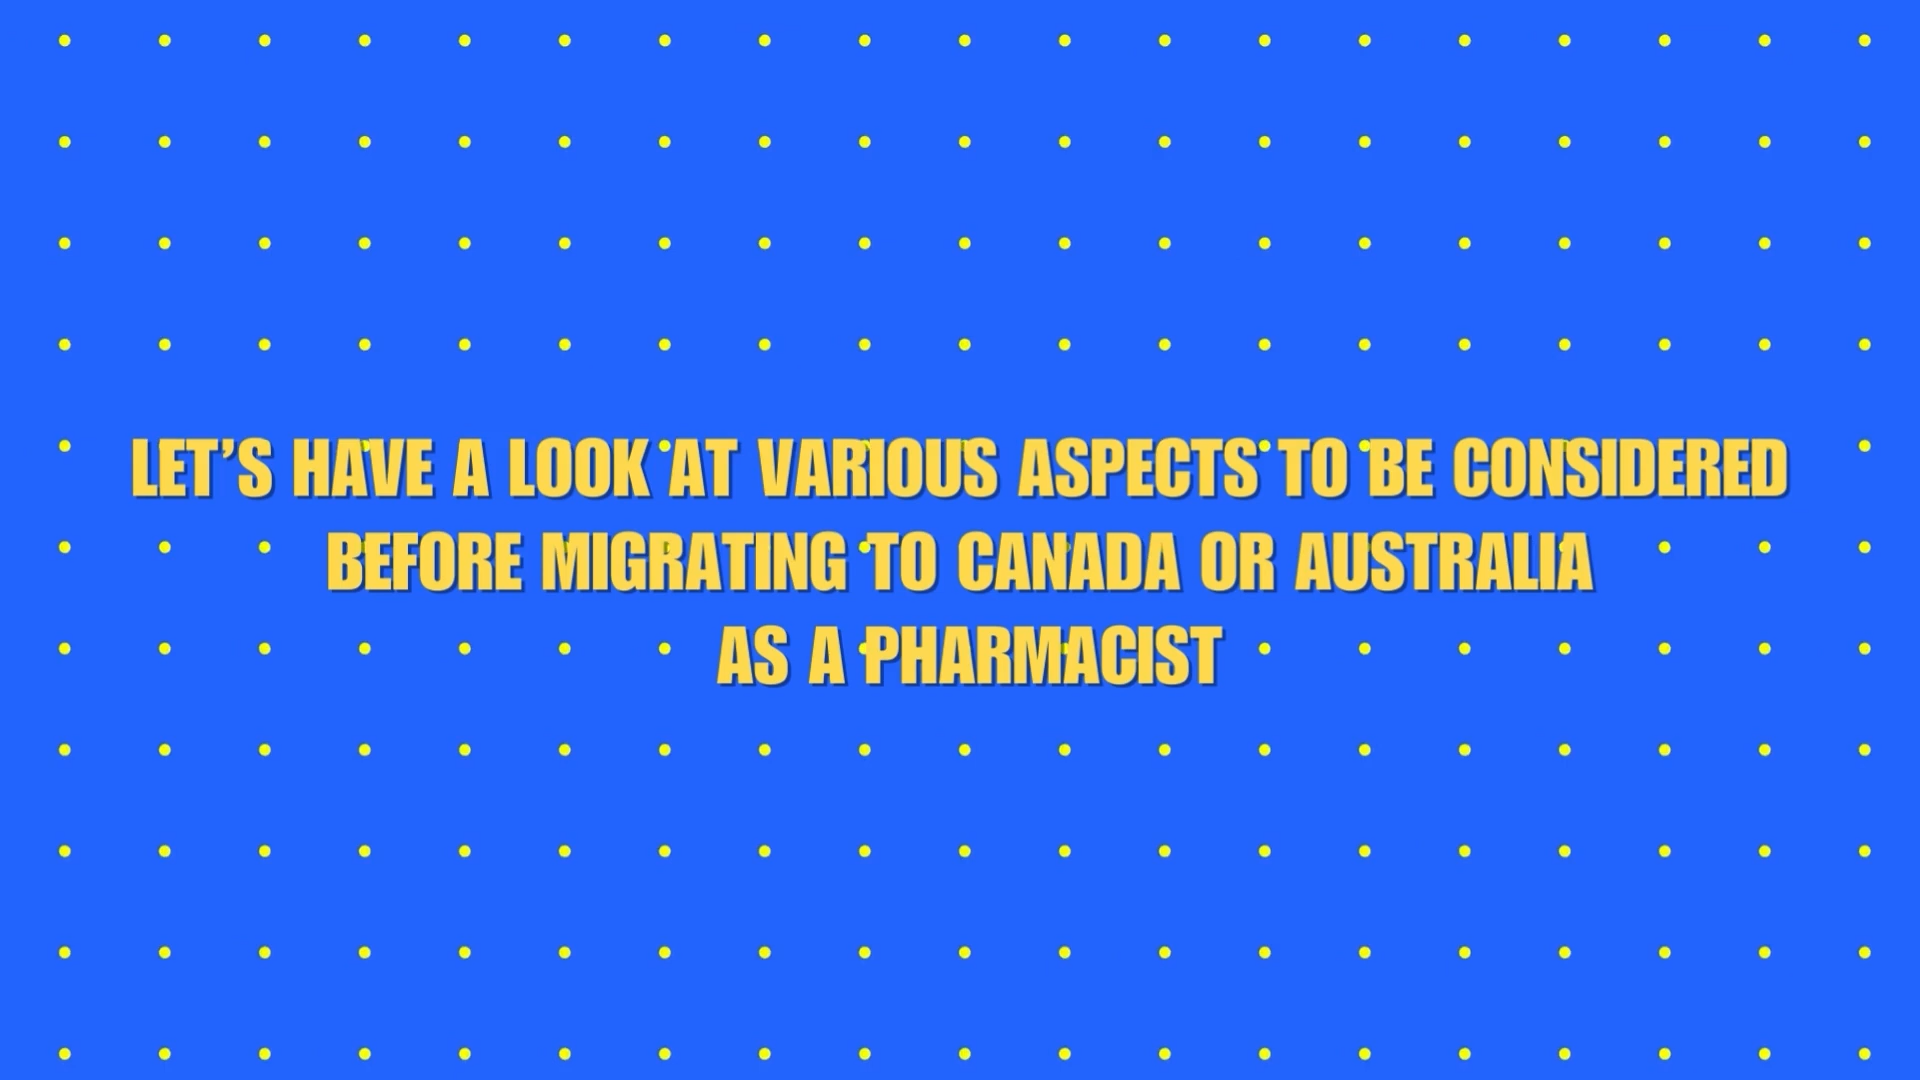 LET’S HAVE A LOOK AT VARIOUS ASPECTS TO BE CONSIDERED
BEFORE MIGRATING TO CANADA OR AUSTRALIA
AS A PHARMACIST